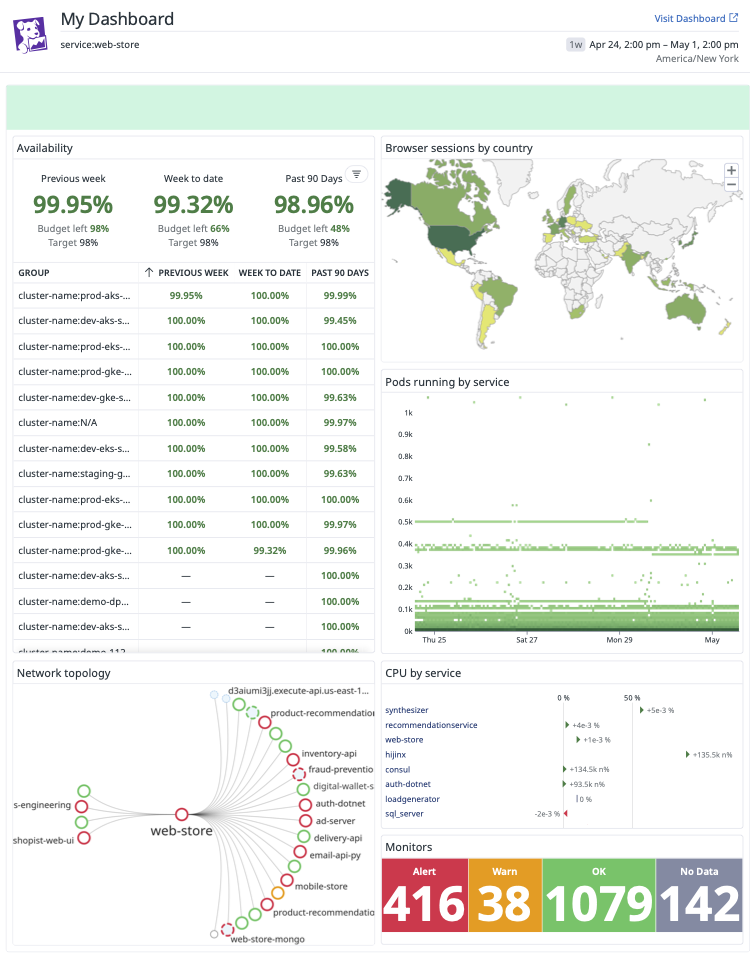 My Dashboard
Visit Dashboard
service:web-store
1w Apr 24, 2:00 pm – May 1, 2:00 pm
America/New York
Availability
Previous week Week to date Past 90 Days
99.95% 99.32% 98.96%
Budget left 98% Budget left 66% Budget left 48%
Target 98% Target 98% Target 98%
GROUP ↑ PREVIOUS WEEK WEEK TO DATE PAST 90 DAYS
cluster-name:prod-aks-... 99.95% 100.00% 99.99%
cluster-name:dev-aks-s... 100.00% 100.00% 99.45%
cluster-name:prod-eks-... 100.00% 100.00% 100.00%
cluster-name:prod-gke-... 100.00% 100.00% 100.00%
cluster-name:dev-gke-s... 100.00% 100.00% 99.63%
cluster-name:N/A 100.00% 100.00% 99.97%
cluster-name:dev-eks-s... 100.00% 100.00% 99.58%
cluster-name:staging-g... 100.00% 100.00% 99.63%
cluster-name:prod-eks-... 100.00% 100.00% 100.00%
cluster-name:prod-gke-... 100.00% 100.00% 99.97%
cluster-name:prod-gke-... 100.00% 99.32% 99.96%
cluster-name:dev-aks-s... — — 100.00%
cluster-name:demo-dp... — — 100.00%
cluster-name:dev-aks-s... — — 100.00%
Browser sessions by country
+
−
Pods running by service
1k
0.9k
0.8k
0.7k
0.6k
0.5k
0.4k
0.3k
0.2k
0.1k
0k
Thu 25 Sat 27 Mon 29 May
Network topology
d3aiumi3jj.execute-api.us-east-1...
product-recommendation
inventory-api
fraud-preventio
digital-wallet-s
s-engineering
auth-dotnet
ad-server
web-store
shopist-web-ui
delivery-api
email-api-py
mobile-store
product-recommendatio
web-store-mongo
CPU by service
0 % 50 %
synthesizer +5e-3 %
recommendationservice +4e-3 %
web-store +1e-3 %
hijinx +135.5k n%
consul +134.5k n%
auth-dotnet +93.5k n%
loadgenerator 0 %
sql_server -2e-3 %
Monitors
Alert Warn OK No Data
416 38 1079 142